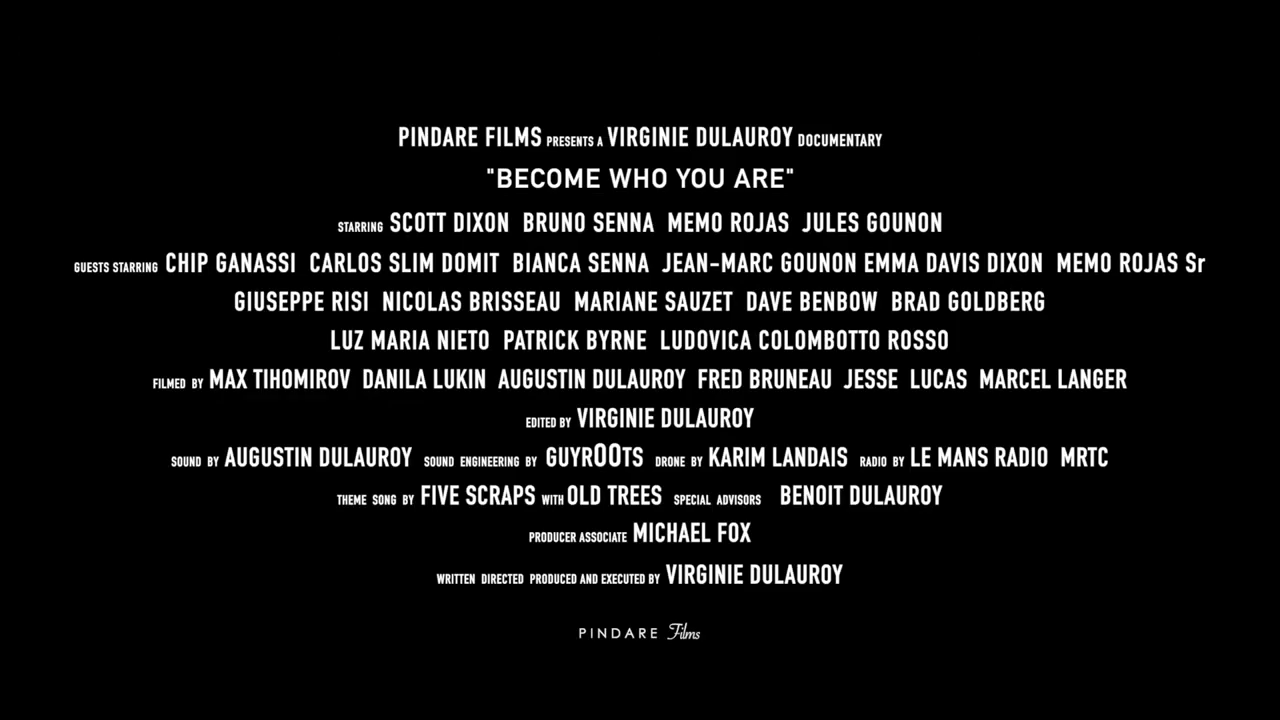 PINDARE FILMS PRESENTS A VIRGINIE DULAUROY DOCUMENTARY
"BECOME WHO YOU ARE"
STARRING SCOTT DIXON BRUNO SENNA MEMO ROJAS JULES GOUNON
GUESTS STARRING CHIP GANASSI CARLOS SLIM DOMIT BIANCA SENNA JEAN-MARC GOUNON EMMA DAVIS DIXON MEMO ROJAS Sr
GIUSEPPE RISI NICOLAS BRISSEAU MARIANE SAUZET DAVE BENBOW BRAD GOLDBERG
LUZ MARIA NIETO PATRICK BYRNE LUDOVICA COLOMBOTTO ROSSO
FILMED BY MAX TIHOMIROV DANILA LUKIN AUGUSTIN DULAUROY FRED BRUNEAU JESSE LUCAS MARCEL LANGER
EDITED BY VIRGINIE DULAUROY
SOUND BY AUGUSTIN DULAUROY SOUND ENGINEERING BY GUYROOTS DRONE BY KARIM LANDAIS RADIO BY LE MANS RADIO MRTC
THEME SONG BY FIVE SCRAPS WITH OLD TREES SPECIAL ADVISORS BENOIT DULAUROY
PRODUCER ASSOCIATE MICHAEL FOX
WRITTEN DIRECTED PRODUCED AND EXECUTED BY VIRGINIE DULAUROY
PINDARE Films